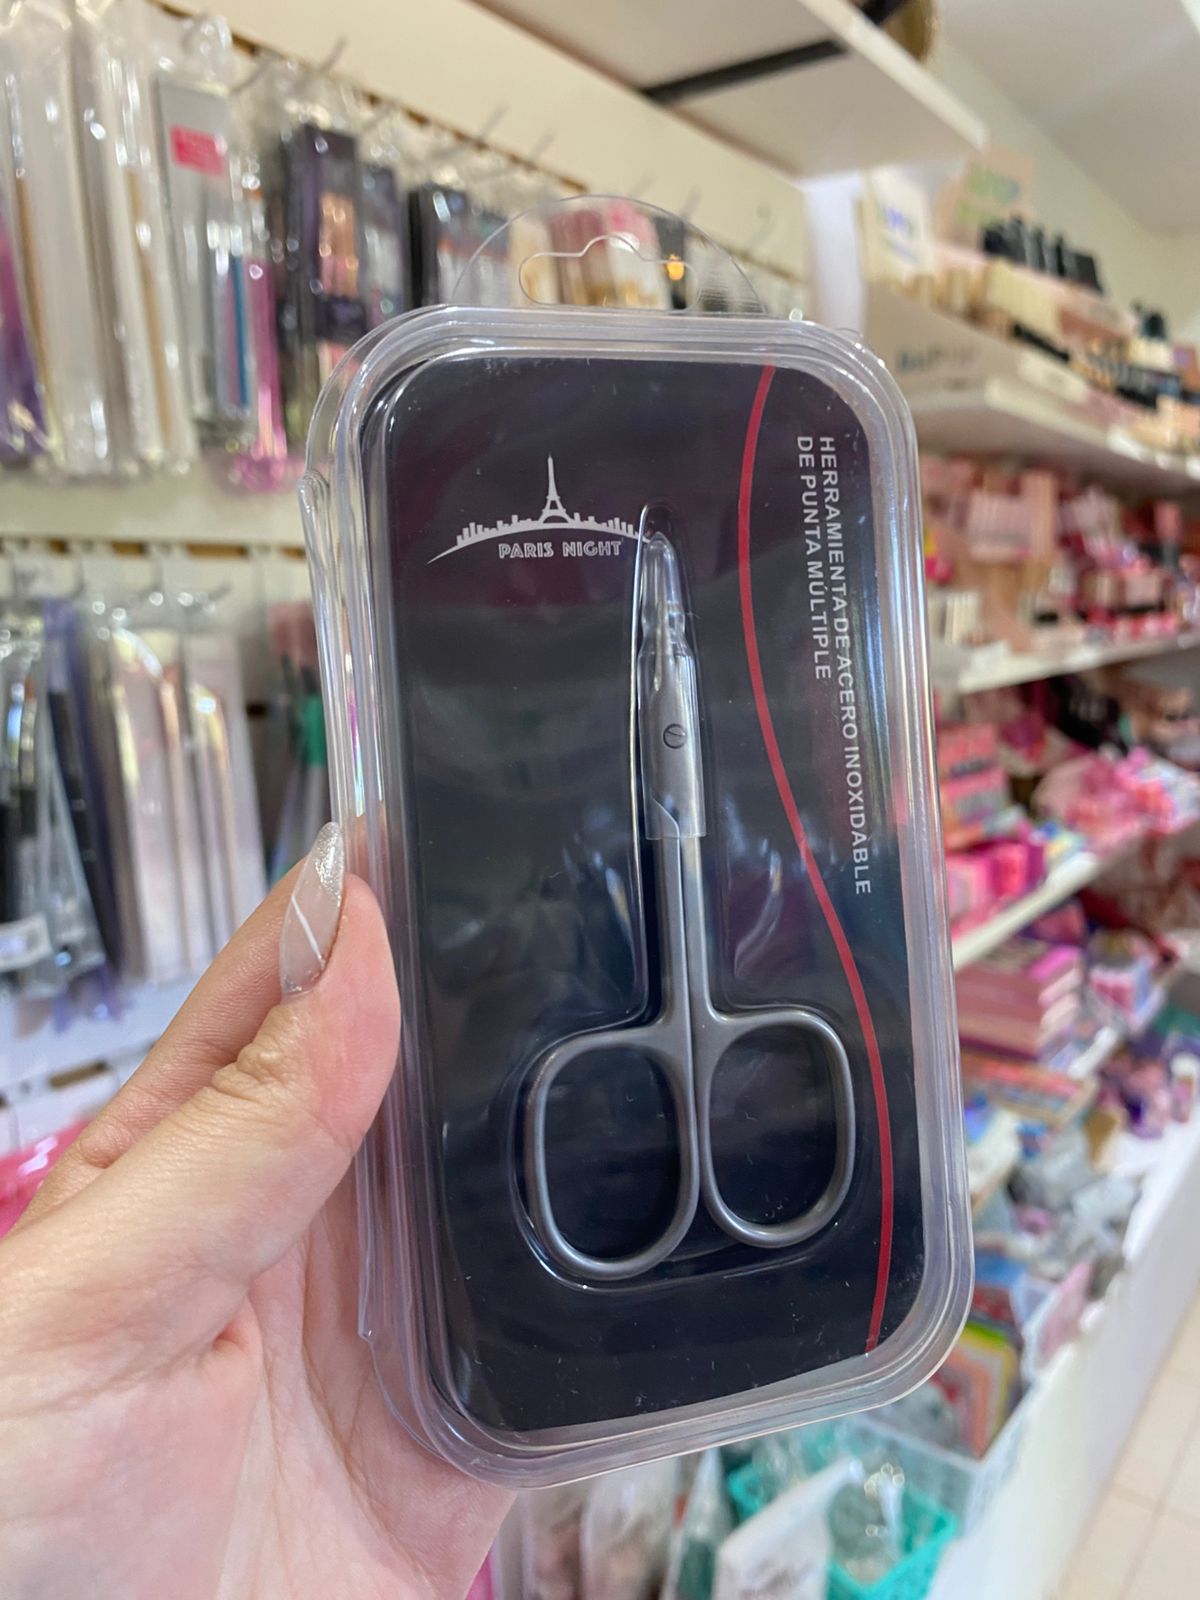 PARIS NIGHT
HERRAMIENTA DE ACERO INOXIDABLE
DE PUNTA MÚLTIPLE